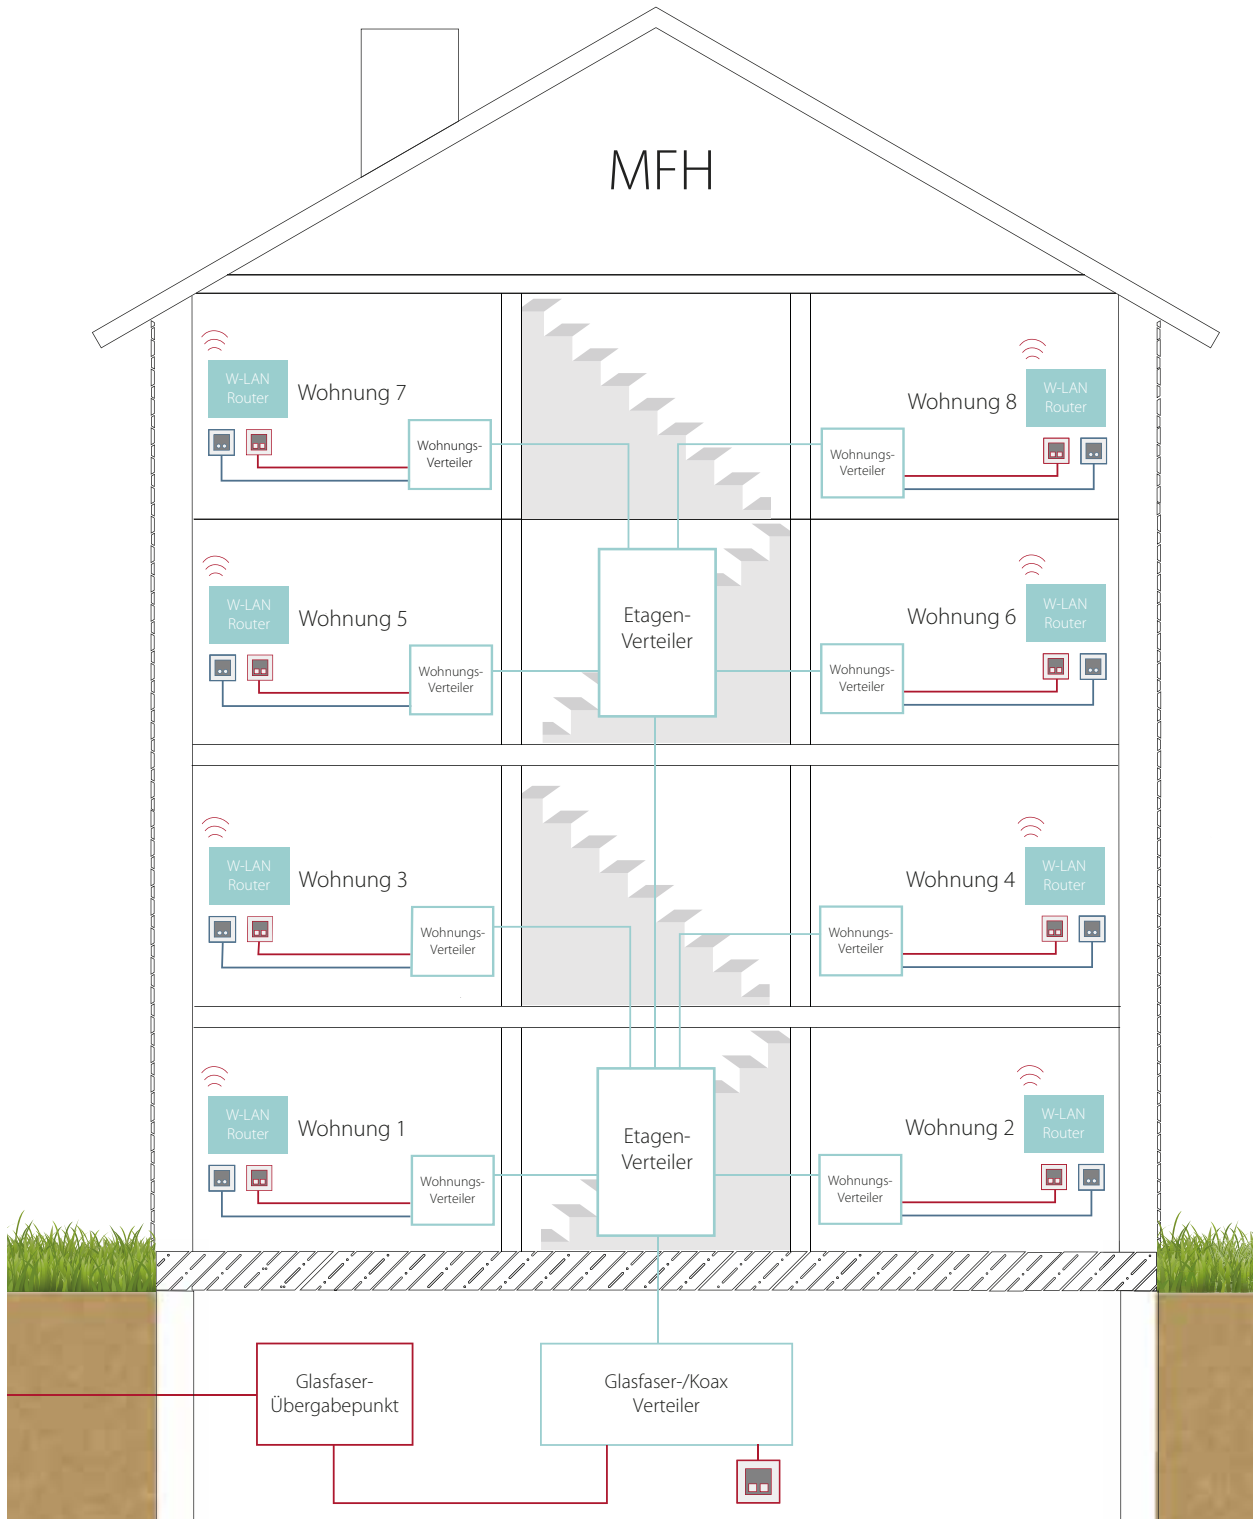 MFH
W-LAN
Router
Wohnung 7
Wohnungs-
Verteiler
Wohnung 8
W-LAN
Router
Wohnungs-
Verteiler
W-LAN
Router
Wohnung 5
Wohnungs-
Verteiler
Etagen-
Verteiler
Wohnung 6
W-LAN
Router
Wohnungs-
Verteiler
W-LAN
Router
Wohnung 3
Wohnungs-
Verteiler
Wohnung 4
W-LAN
Router
Wohnungs-
Verteiler
W-LAN
Router
Wohnung 1
Wohnungs-
Verteiler
Etagen-
Verteiler
Wohnung 2
W-LAN
Router
Wohnungs-
Verteiler
Glasfaser-
Übergabepunkt
Glasfaser-/Koax
Verteiler